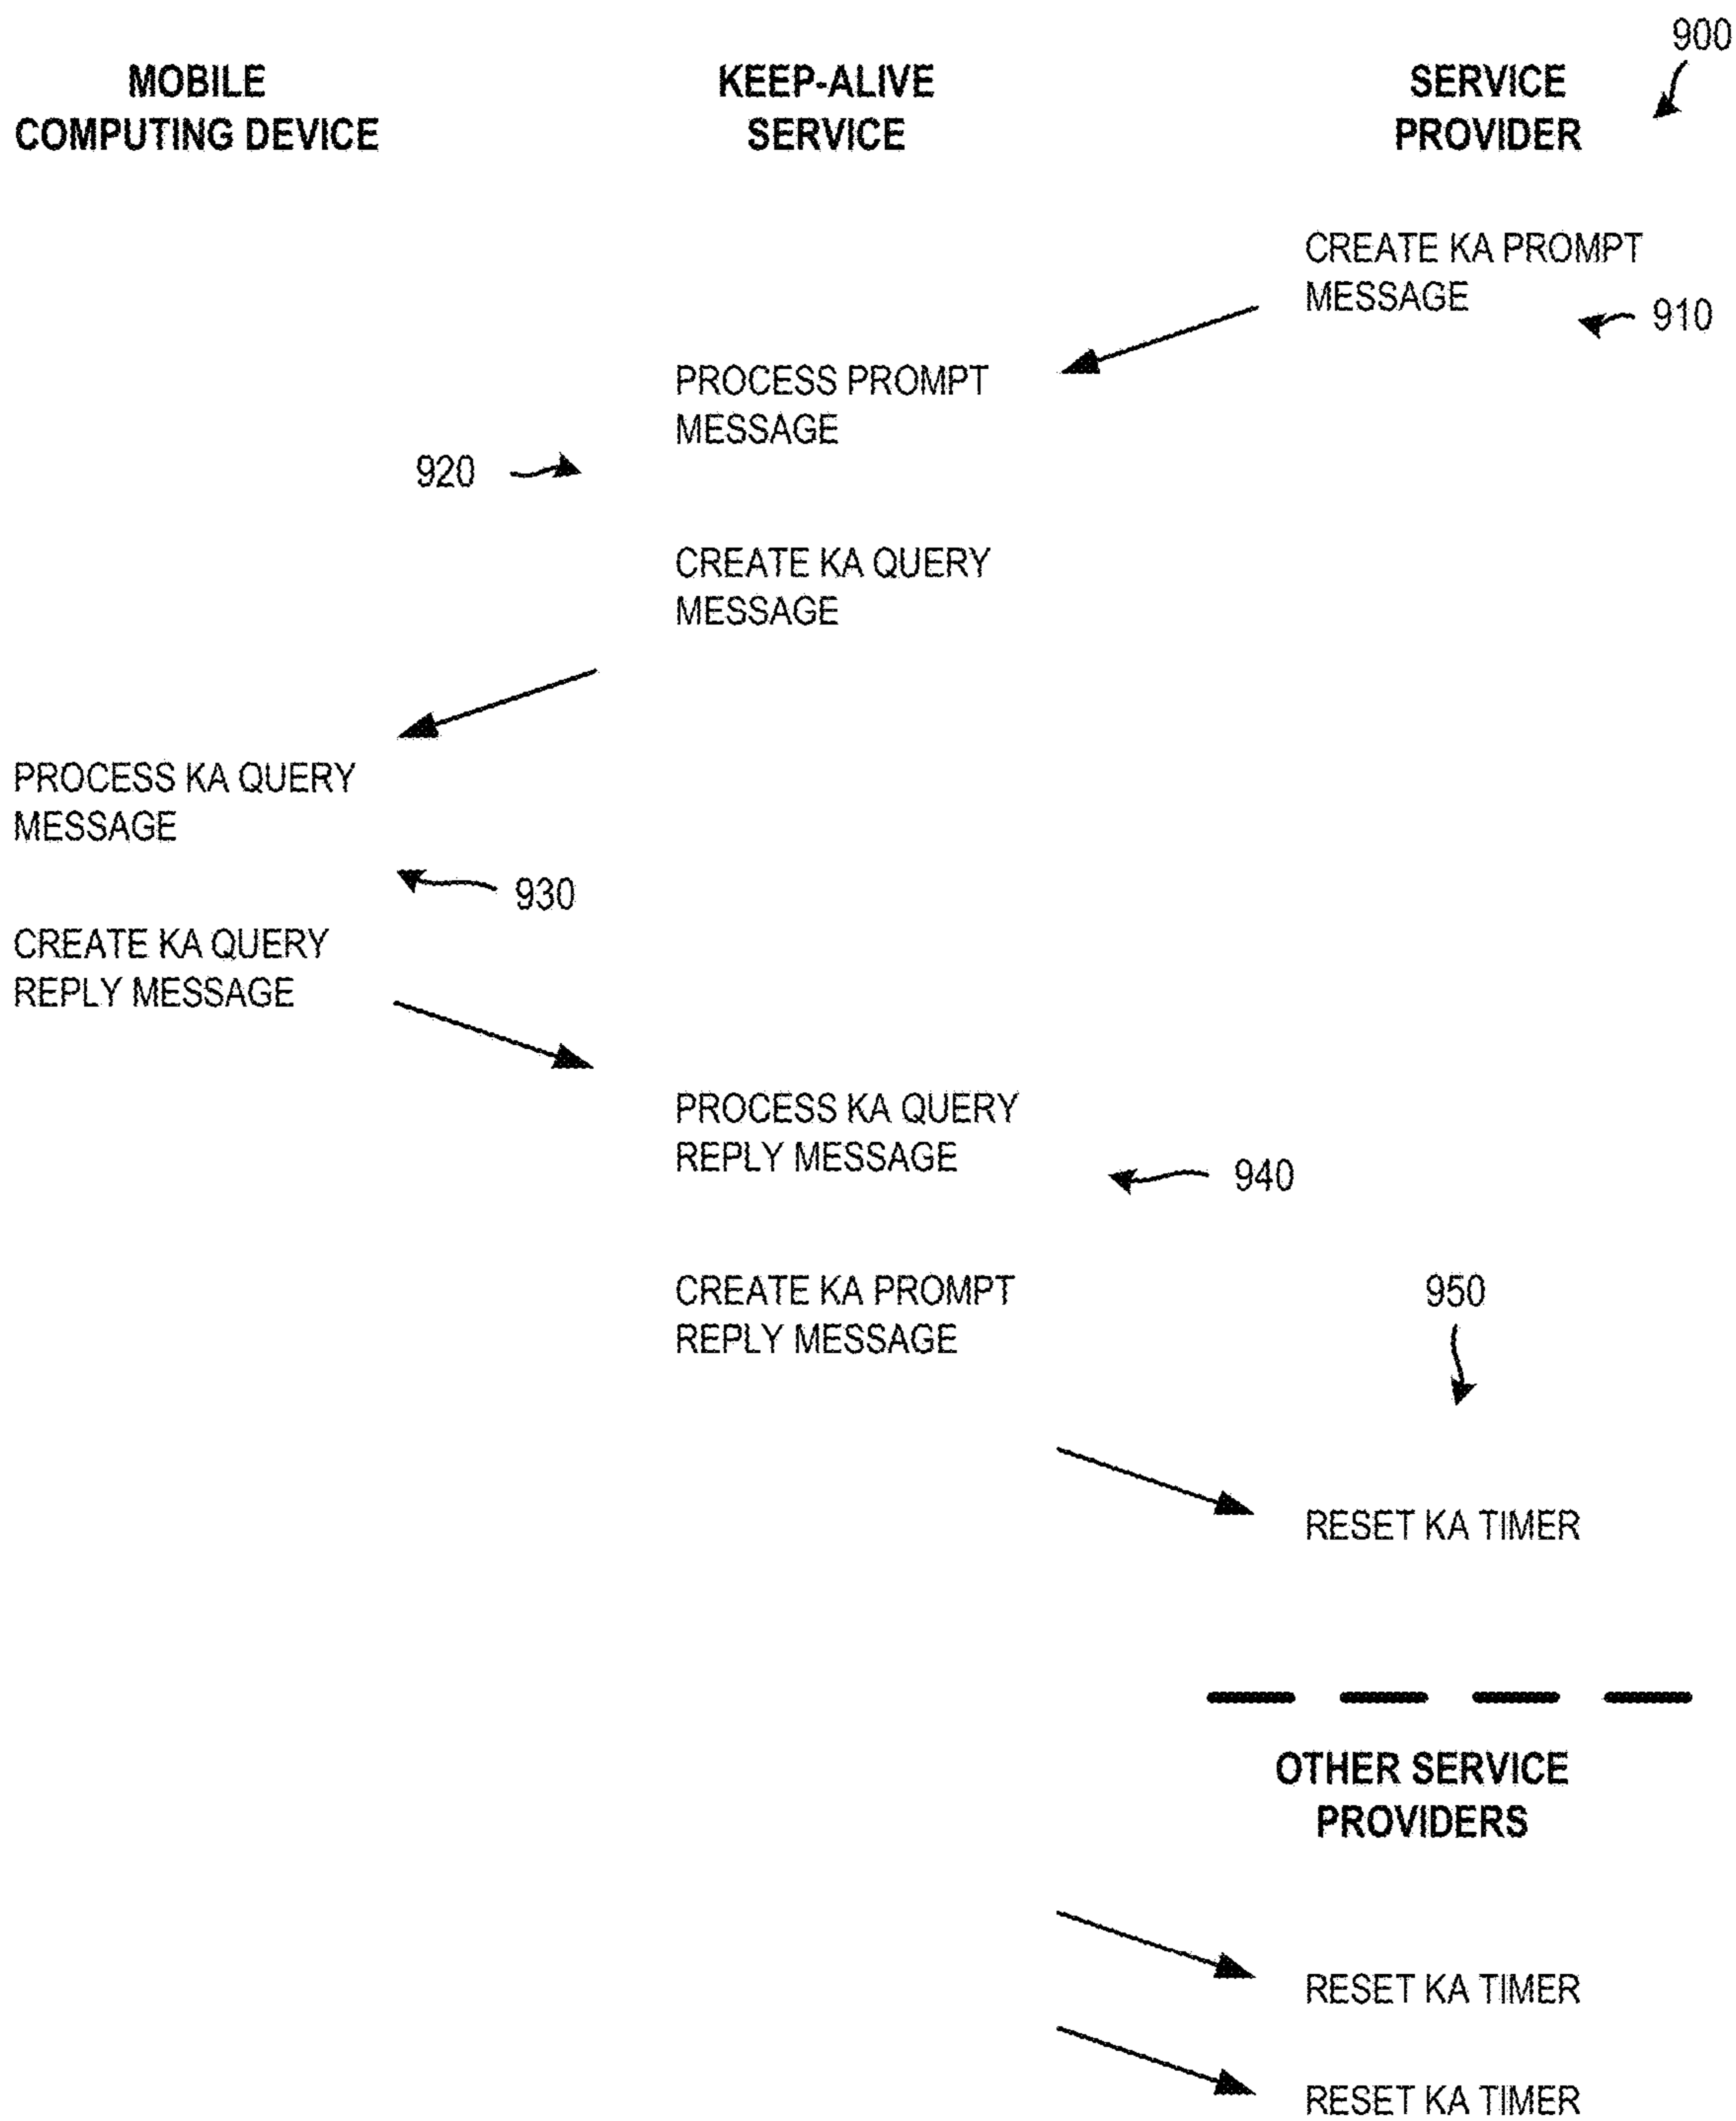 900
MOBILE
COMPUTING DEVICE
KEEP-ALIVE
SERVICE
SERVICE
PROVIDER
CREATE KA PROMPT
MESSAGE
910
PROCESS PROMPT
MESSAGE
920
CREATE KA QUERY
MESSAGE
PROCESS KA QUERY
MESSAGE
930
CREATE KA QUERY
REPLY MESSAGE
PROCESS KA QUERY
REPLY MESSAGE
940
CREATE KA PROMPT
REPLY MESSAGE
950
RESET KA TIMER
OTHER SERVICE
PROVIDERS
RESET KA TIMER
RESET KA TIMER